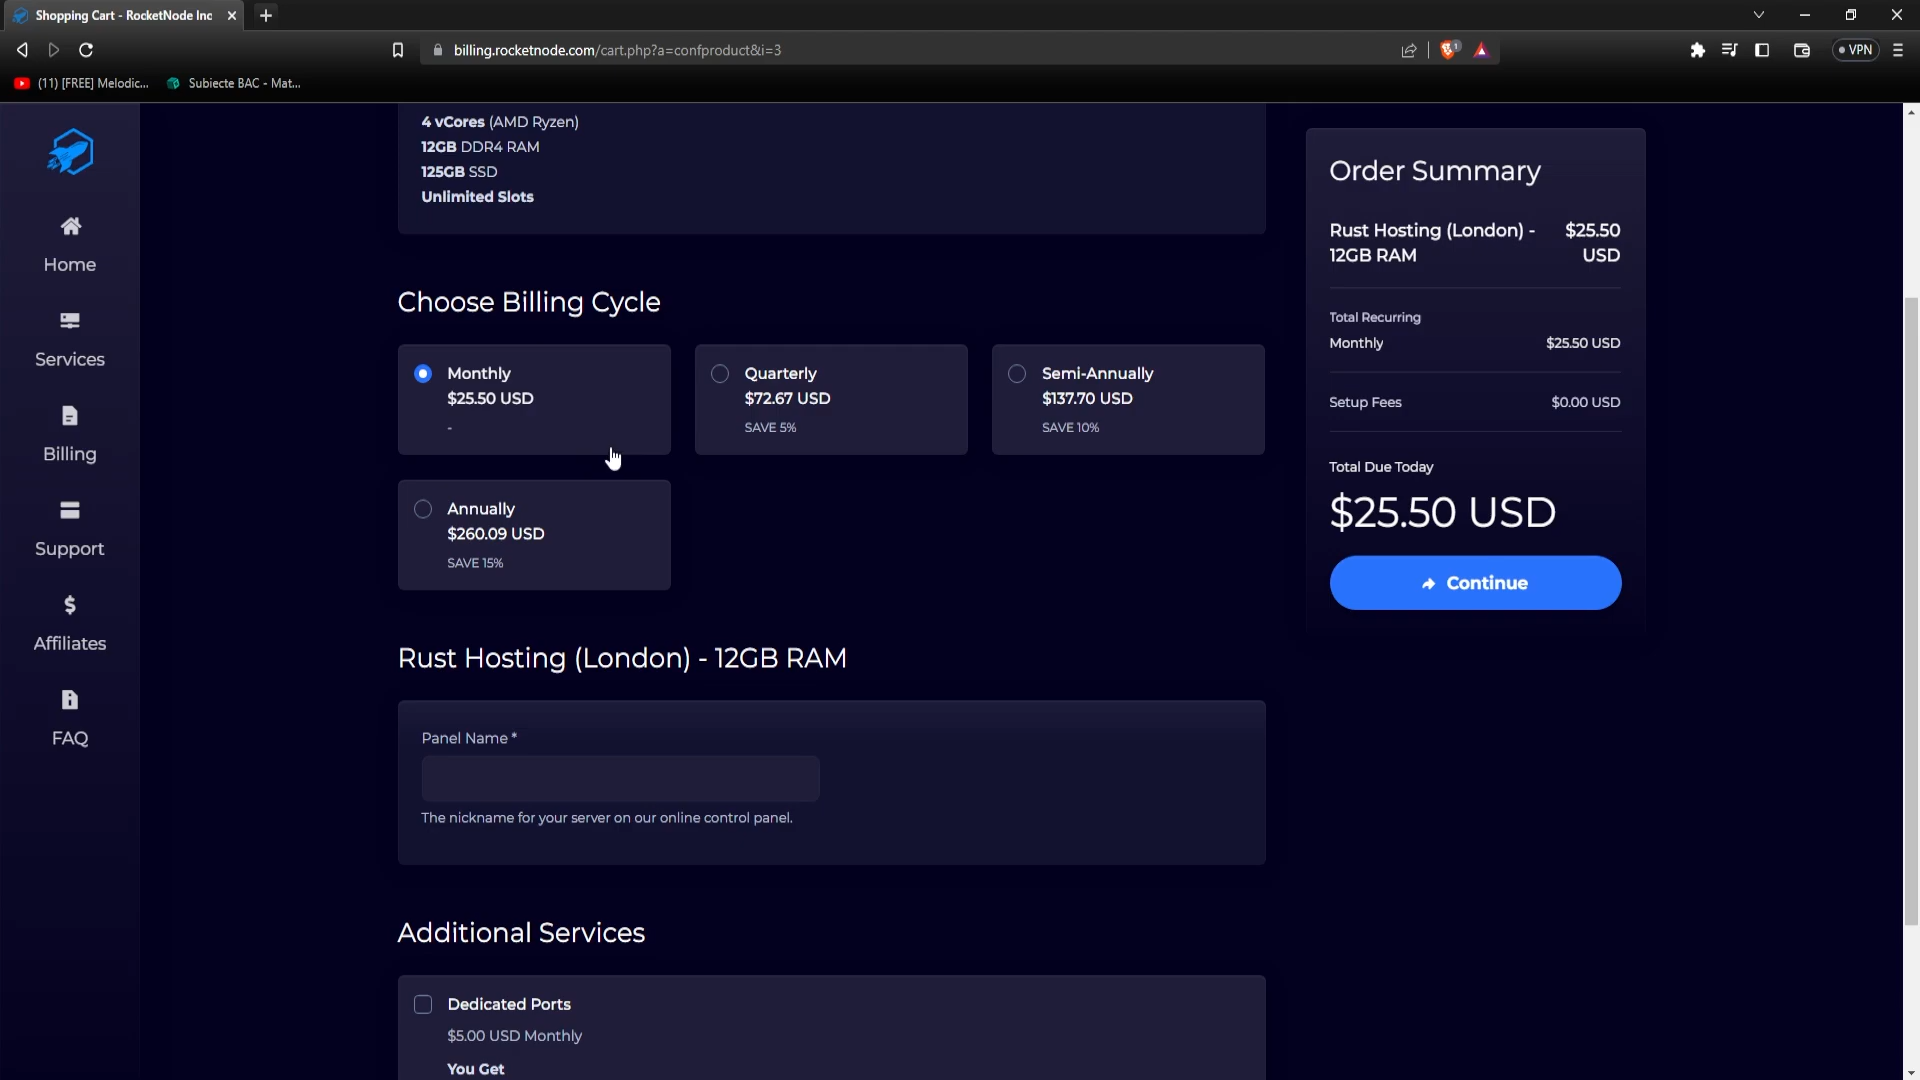 Shopping Cart - RocketNode Inc
billing.rocketnode.com/cart.php?a=confproduct&i=3
1
VPN
(11) [FREE] Melodic...
Subiecte BAC - Mat...
Home
Services
Billing
Support
Affiliates
FAQ
4 vCores (AMD Ryzen)
12GB DDR4 RAM
125GB SSD
Unlimited Slots
Choose Billing Cycle
Monthly
$25.50 USD
-
Quarterly
$72.67 USD
SAVE 5%
Semi-Annually
$137.70 USD
SAVE 10%
Annually
$260.09 USD
SAVE 15%
Rust Hosting (London) - 12GB RAM
Panel Name *
The nickname for your server on our online control panel.
Additional Services
Dedicated Ports
$5.00 USD Monthly
You Get
Order Summary
Rust Hosting (London) - $25.50
12GB RAM USD
Total Recurring
Monthly $25.50 USD
Setup Fees $0.00 USD
Total Due Today
$25.50 USD
Continue